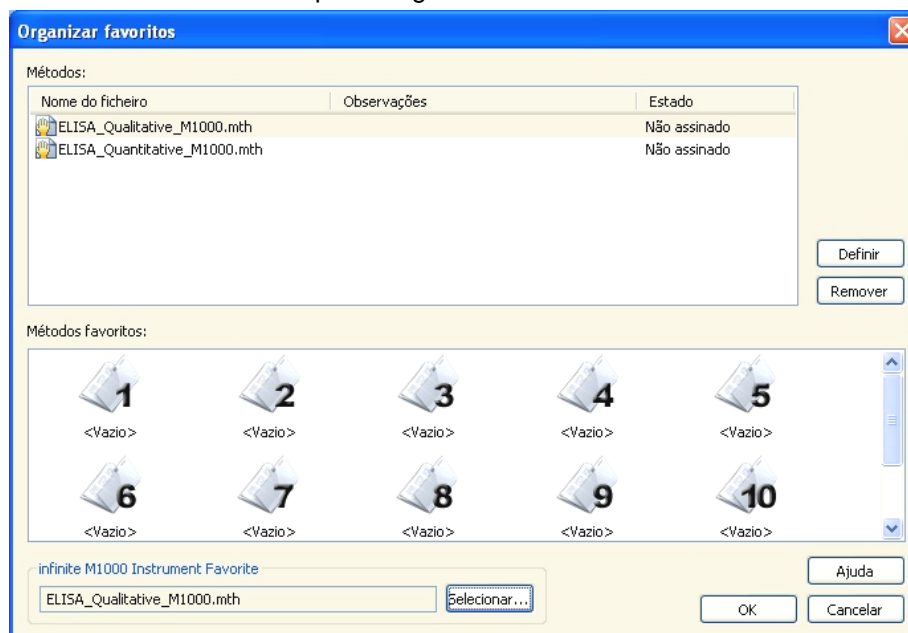 Organizar favoritos
Métodos:
Nome do ficheiro Observações Estado
ELISA_Qualitative_M1000.mth Não assinado
ELISA_Quantitative_M1000.mth Não assinado
Definir
Remover
Métodos favoritos:
1 2 3 4 5
<Vazio> <Vazio> <Vazio> <Vazio> <Vazio>
6 7 8 9 10
<Vazio> <Vazio> <Vazio> <Vazio> <Vazio>
infinite M1000 Instrument Favorite
Ajuda
ELISA_Qualitative_M1000.mth Selecionar...
OK Cancelar